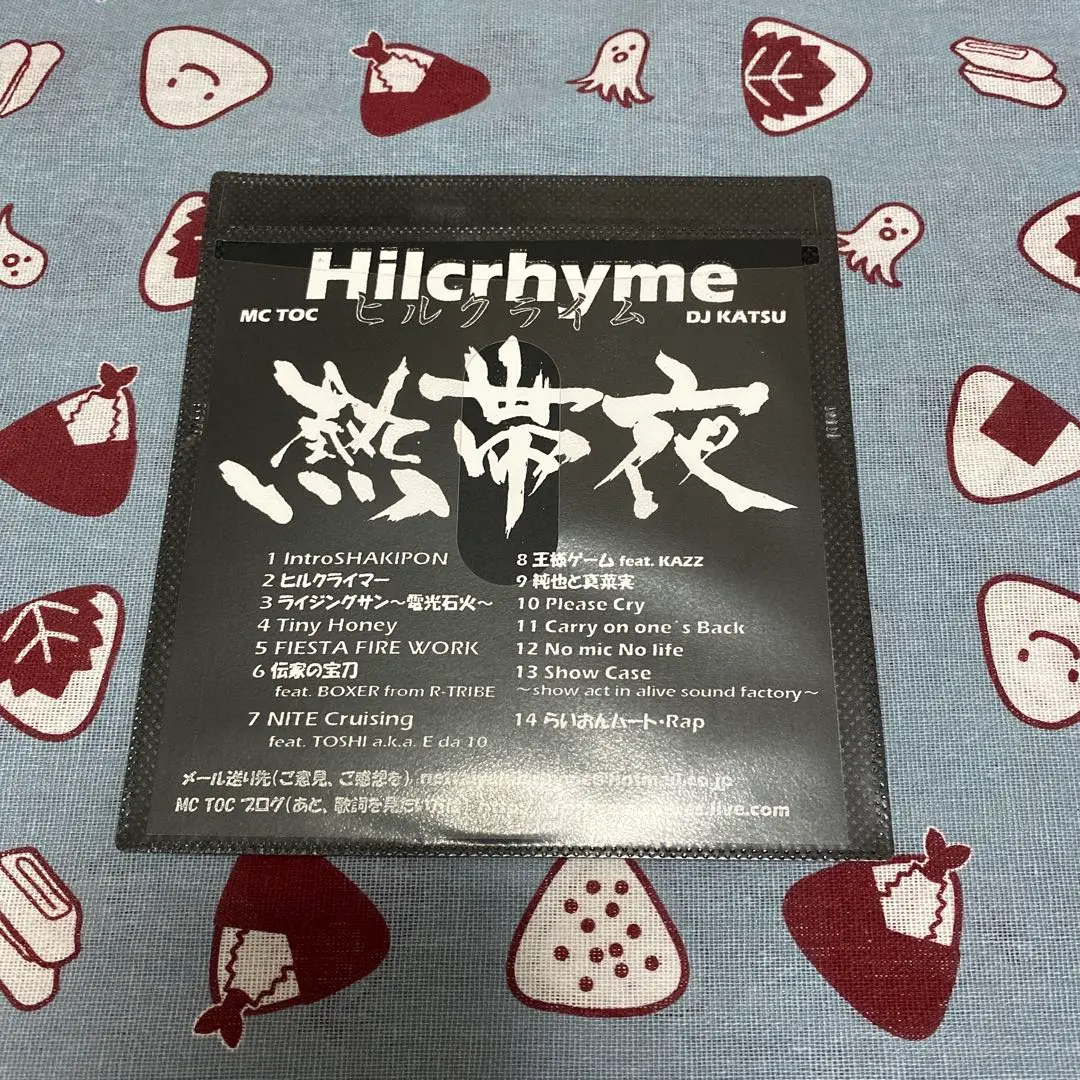 Hilcrhyme
MC TOC ヒルクライム DJ KATSU
熱帯夜
1 IntroSHAKIPON
2 ヒルクライマー
3 ライジングサン〜電光石火〜
4 Tiny Honey
5 FIESTA FIRE WORK
6 伝家の宝刀
feat. BOXER from R-TRIBE
7 NITE Cruising
feat. TOSHI a.k.a. E da 10
8 王様ゲーム feat. KAZZ
9 純也と真菜実
10 Please Cry
11 Carry on one`s Back
12 No mic No life
13 Show Case
〜show act in alive sound factory〜
14 らいおんハート・Rap
メール送り先(ご意見、ご感想を)
MC TOC ブログ(あと、歌詞を見たい方は